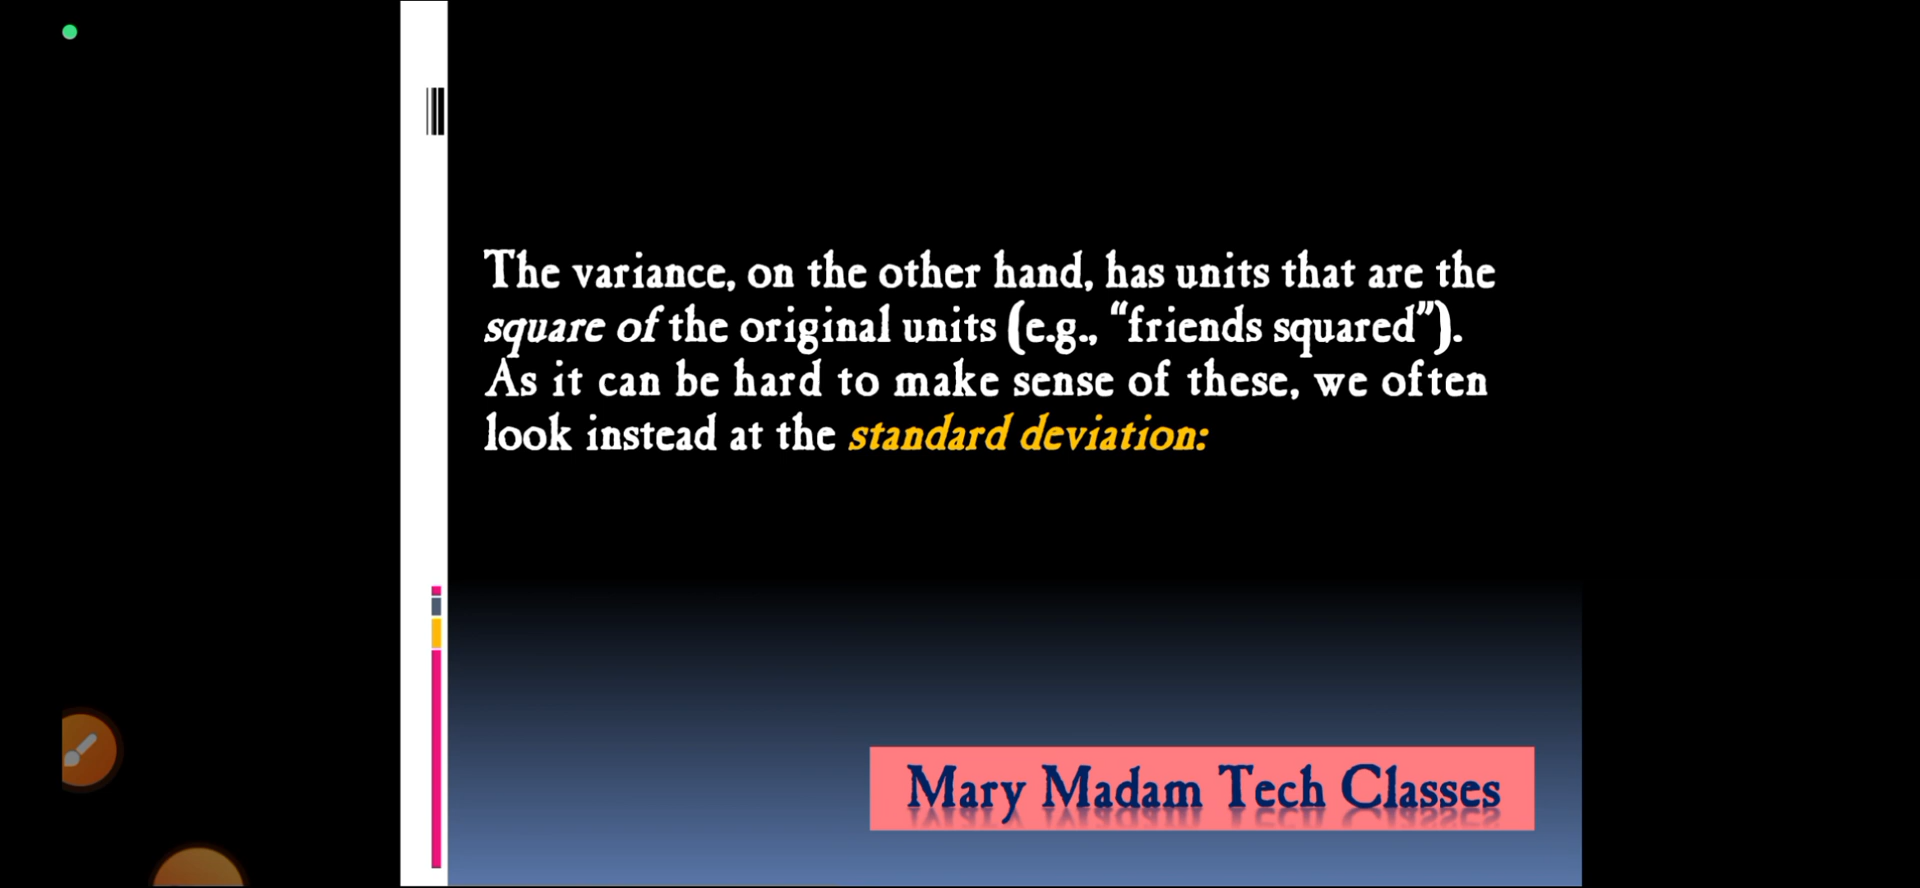 The variance, on the other hand, has units that are the
square of the original units (e.g., “friends squared”).
As it can be hard to make sense of these, we often
look instead at the standard deviation:
Mary Madam Tech Classes